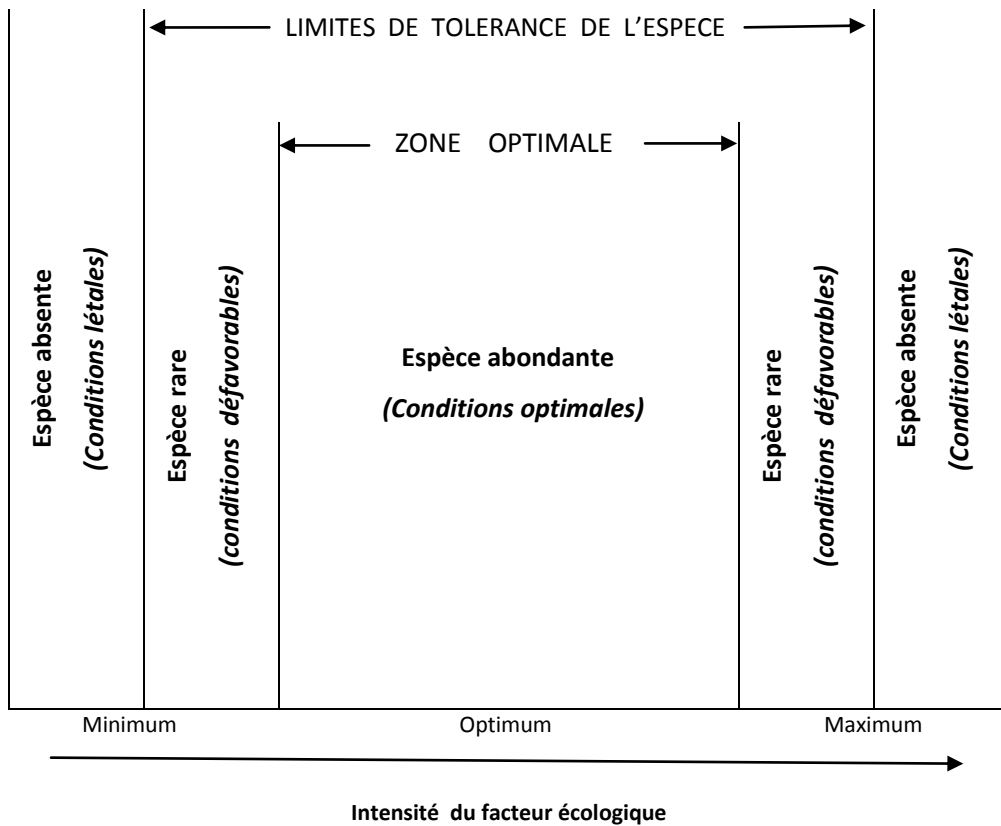 LIMITES DE TOLERANCE DE L’ESPECE
ZONE OPTIMALE
Espèce absente
(Conditions létales)
Espèce rare
(conditions défavorables)
Espèce abondante
(Conditions optimales)
Espèce rare
(conditions défavorables)
Espèce absente
(Conditions létales)
Minimum
Optimum
Maximum
Intensité du facteur écologique